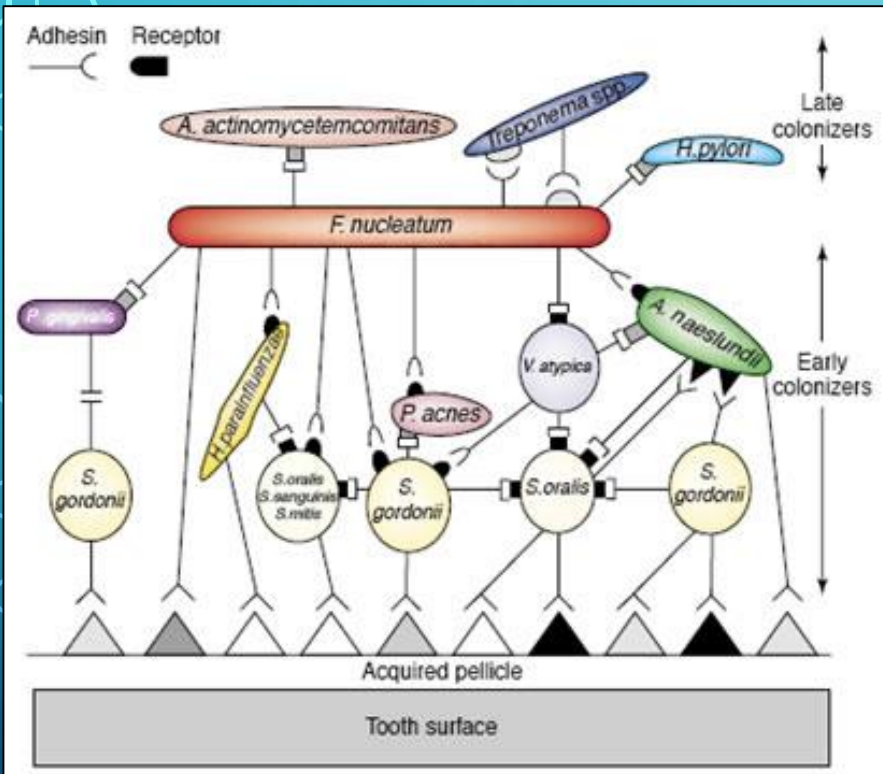 Adhesin Receptor
A. actinomycetemcomitans
Treponema spp.
H.pylori
Late
colonizers
F. nucleatum
P. gingivalis
A. naeslundii
H.parainfluenzae
V. atypica
P. acnes
Early
colonizers
S.
gordonii
S.oralis
S.sanguinis
S.mitis
S.
gordonii
S.oralis
S.
gordonii
Acquired pellicle
Tooth surface